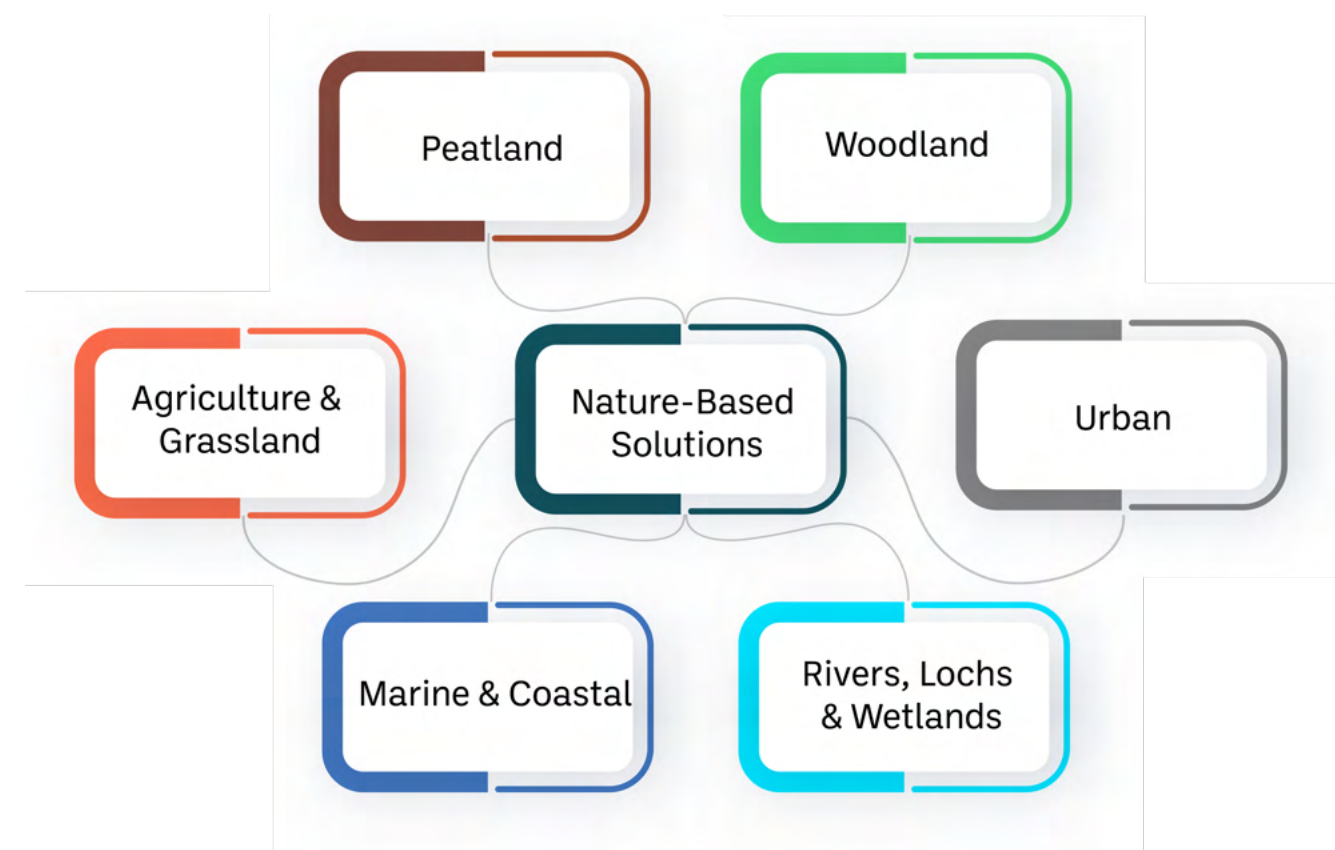 Peatland
Woodland
Agriculture &
Grassland
Nature-Based
Solutions
Urban
Marine & Coastal
Rivers, Lochs
& Wetlands